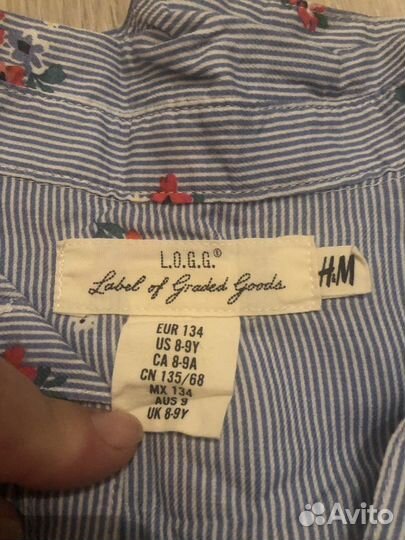 L.O.G.G.®
Label of Graded Goods
H&M
EUR 134
US 8-9Y
CA 8-9A
CN 135/68
MX 134
AUS 9
UK 8-9Y
Avito